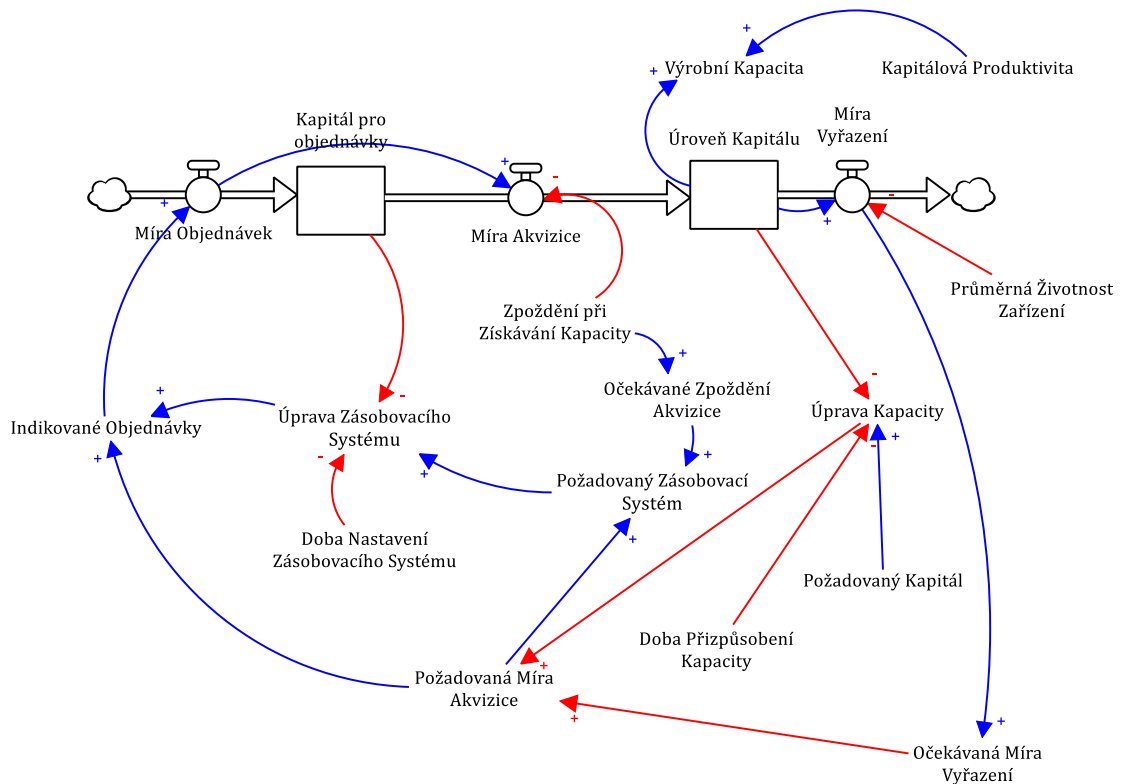 +
Výrobní Kapacita
+
Kapitálová Produktivita
Kapitál pro
objednávky
Úroveň Kapitálu
Míra
Vyřazení
+
-
-
+
+
Míra Objednávek
Míra Akvizice
Průměrná Životnost
Zařízení
Zpoždění při
Získávání Kapacity
+
Očekávané Zpoždění
Akvizice
-
Úprava Kapacity
+
-
+
-
Indikované Objednávky
+
Úprava Zásobovacího
Systému
-
+
+
Požadovaný Zásobovací
Systém
+
Doba Nastavení
Zásobovacího Systému
Požadovaný Kapitál
Doba Přizpůsobení
Kapacity
+
Požadovaná Míra
Akvizice
+
+
Očekávaná Míra
Vyřazení